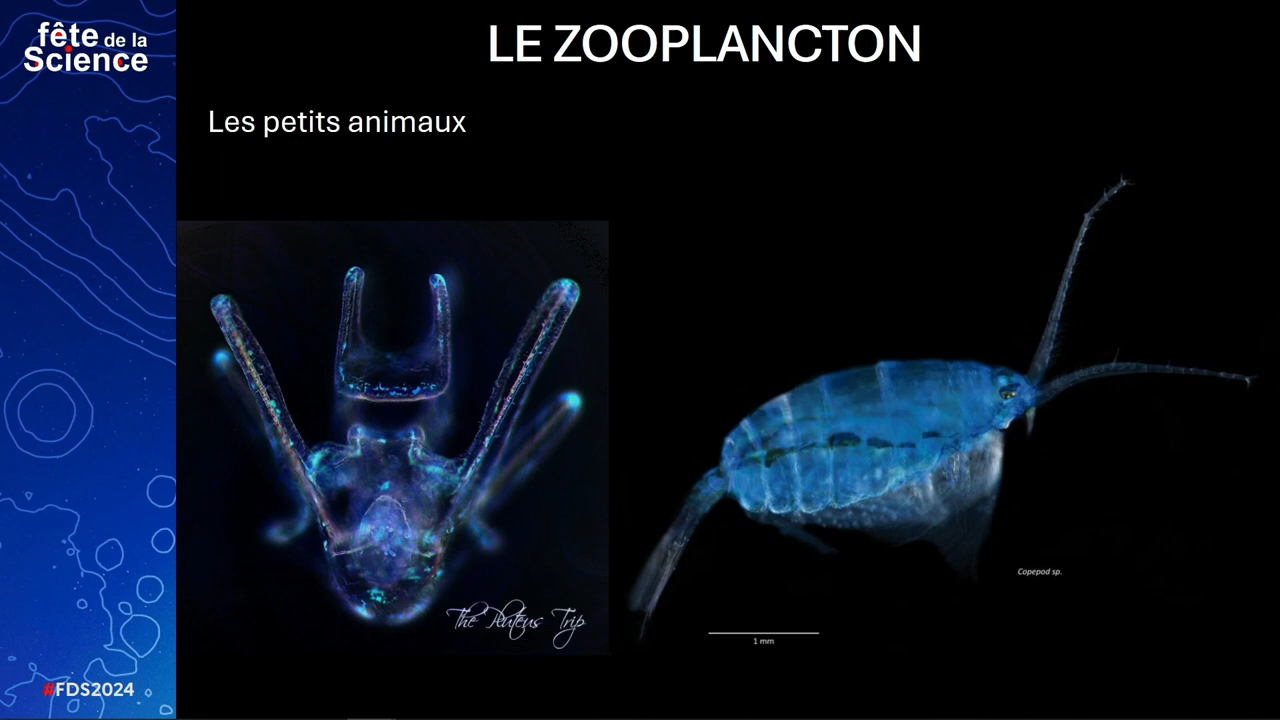 fête de la
Science
LE ZOOPLANCTON
Les petits animaux
The Pluteus Trip
Copepod sp.
1 mm
#FDS2024